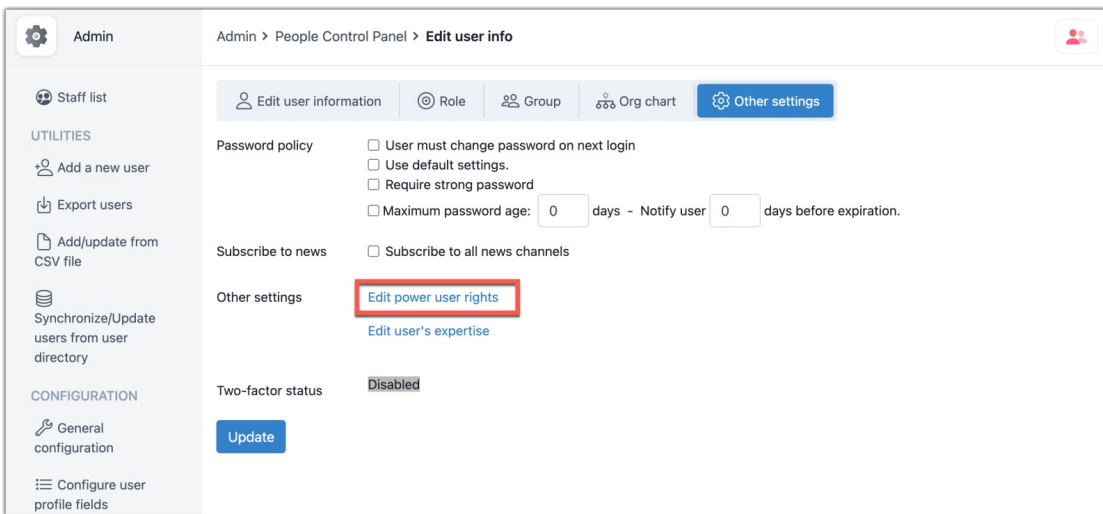 Admin
Admin > People Control Panel > Edit user info
Staff list
UTILITIES
Add a new user
Export users
Add/update from
CSV file
Synchronize/Update
users from user
directory
CONFIGURATION
General
configuration
Configure user
profile fields
Edit user information
Role
Group
Org chart
Other settings
Password policy
User must change password on next login
Use default settings.
Require strong password
Maximum password age: 0 days - Notify user 0 days before expiration.
Subscribe to news
Subscribe to all news channels
Other settings
Edit power user rights
Edit user's expertise
Two-factor status
Disabled
Update